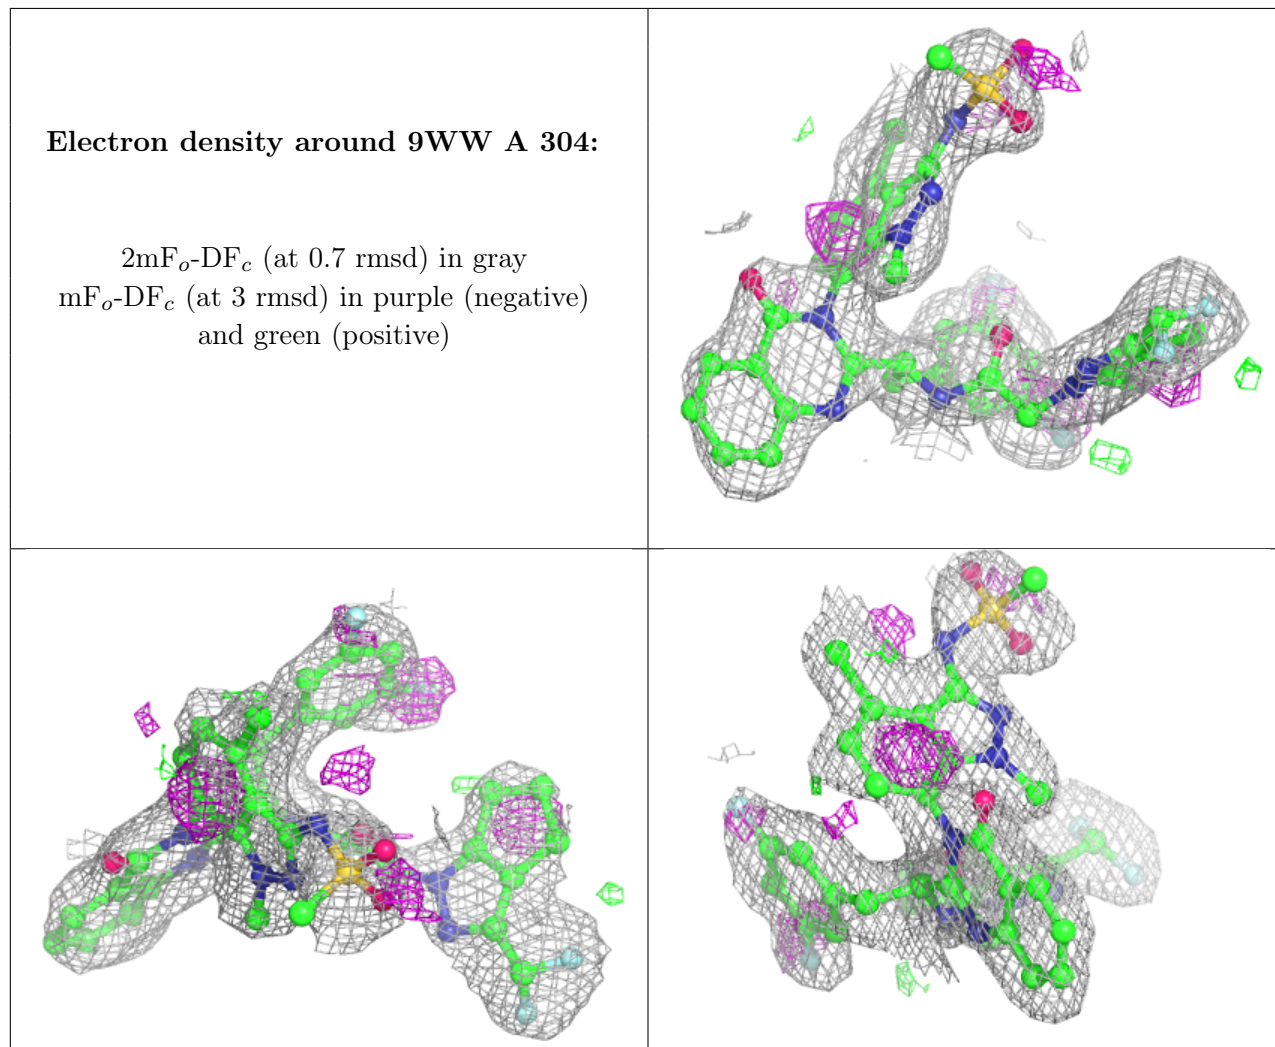 Electron density around 9WW A 304:
2mFₒ-DF𝒸 (at 0.7 rmsd) in gray
mFₒ-DF𝒸 (at 3 rmsd) in purple (negative)
and green (positive)